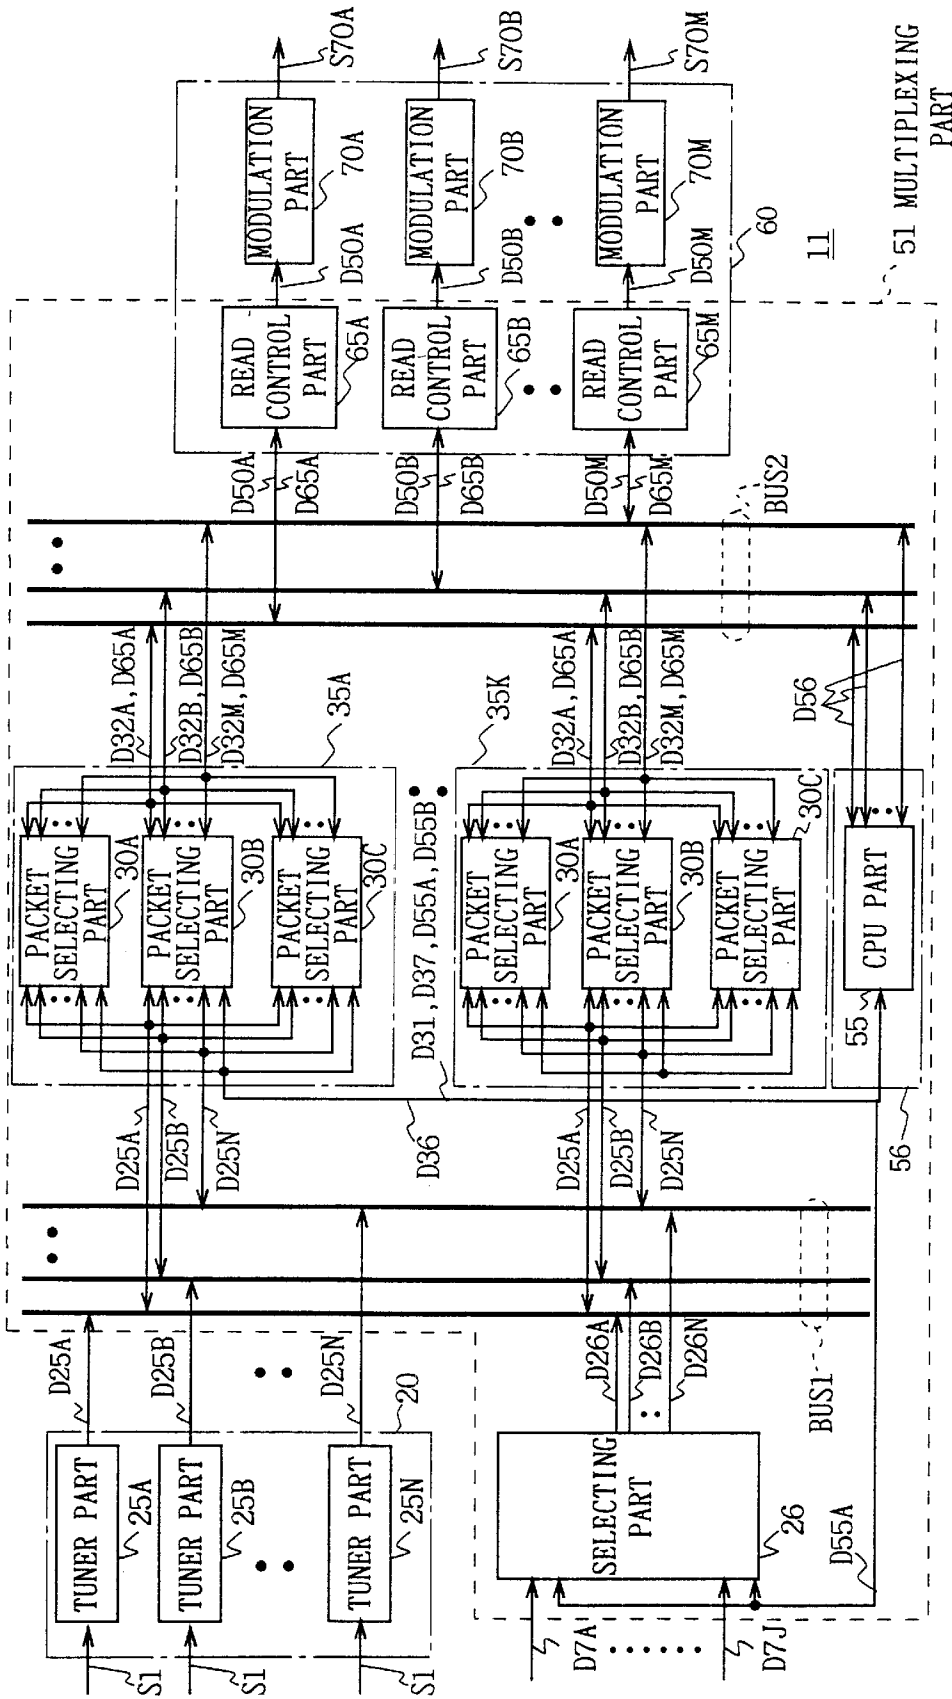 S1
S1
S1
TUNER PART
25A
TUNER PART
25B
TUNER PART
25N
20
D25A
D25B
D25N
D7A
D7J
SELECTING
PART
26
D55A
D26A
D26B
D26N
BUS1
D25A
D25B
D25N
D36
D25A
D25B
D25N
D31, D37, D55A, D55B
PACKET
SELECTING
PART
30A
PACKET
SELECTING
PART
30B
PACKET
SELECTING
PART
30C
35A
PACKET
SELECTING
PART
30A
PACKET
SELECTING
PART
30B
PACKET
SELECTING
PART
30C
35K
CPU PART
55
56
D32A, D65A
D32B, D65B
D32M, D65M
D32A, D65A
D32B, D65B
D32M, D65M
D56
BUS2
D50A
D65A
D50B
D65B
D50M
D65M
READ
CONTROL
PART
65A
READ
CONTROL
PART
65B
READ
CONTROL
PART
65M
D50A
D50B
D50M
MODULATION
PART
70A
MODULATION
PART
70B
MODULATION
PART
70M
60
S70A
S70B
S70M
11
51 MULTIPLEXING
PART